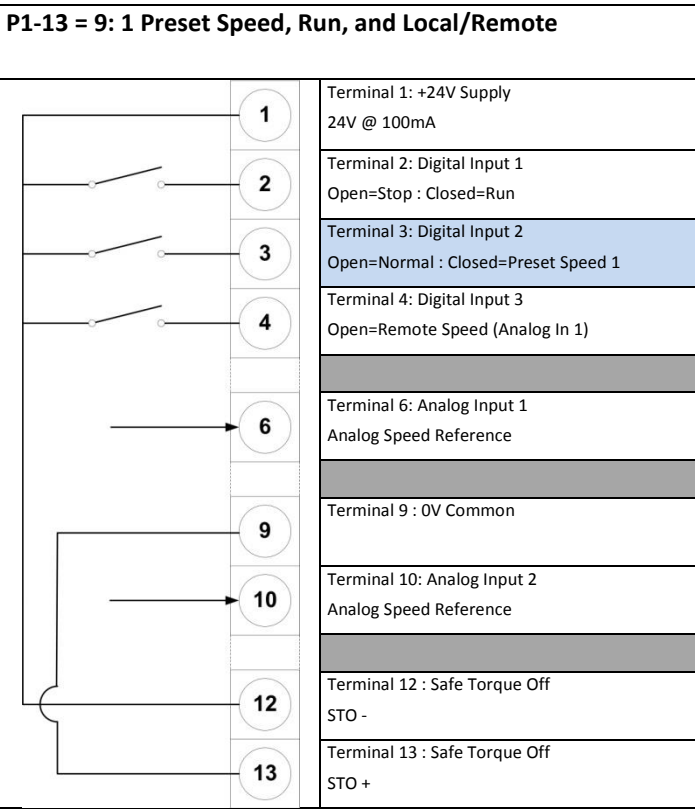 P1-13 = 9: 1 Preset Speed, Run, and Local/Remote
1
Terminal 1: +24V Supply
24V @ 100mA
2
Terminal 2: Digital Input 1
Open=Stop : Closed=Run
3
Terminal 3: Digital Input 2
Open=Normal : Closed=Preset Speed 1
4
Terminal 4: Digital Input 3
Open=Remote Speed (Analog In 1)
6
Terminal 6: Analog Input 1
Analog Speed Reference
9
Terminal 9 : 0V Common
10
Terminal 10: Analog Input 2
Analog Speed Reference
12
Terminal 12 : Safe Torque Off
STO -
13
Terminal 13 : Safe Torque Off
STO +